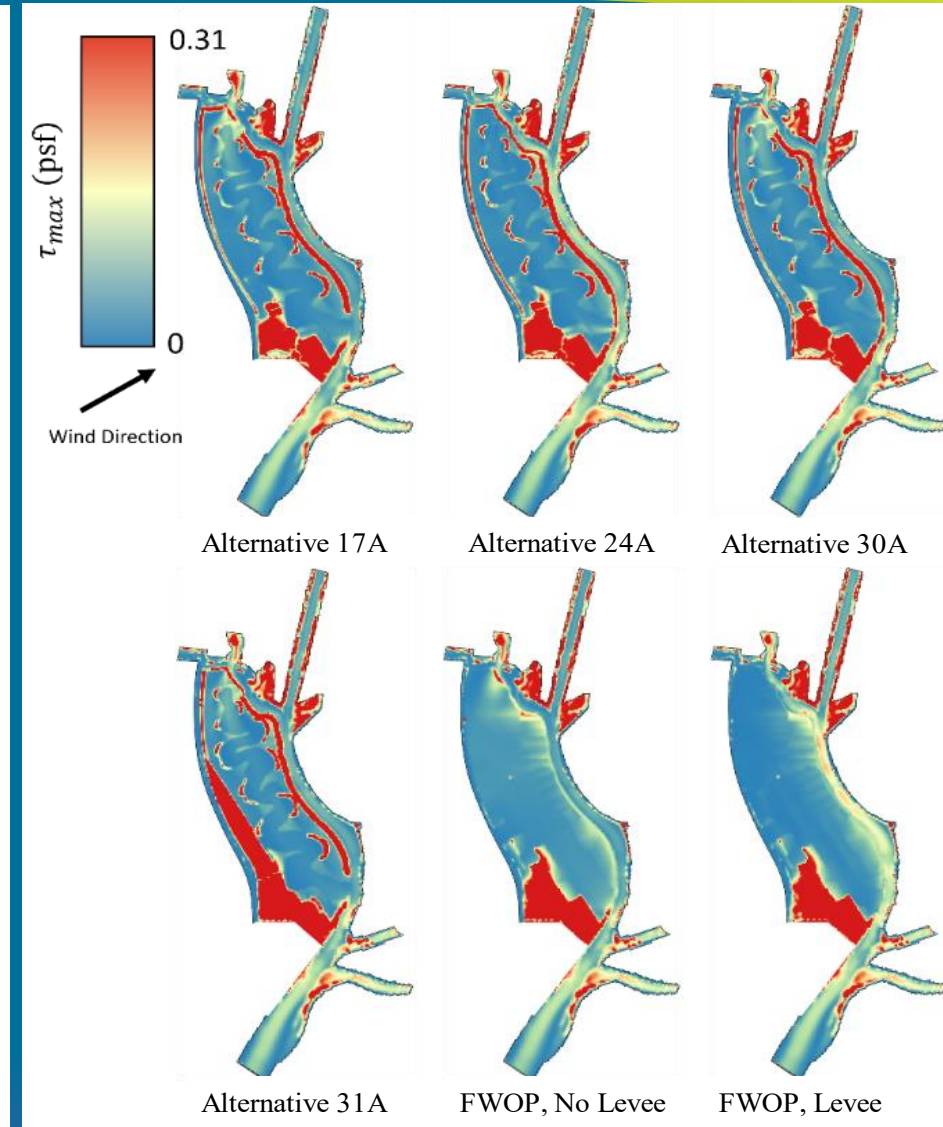 0.31
τmax (psf)
0
Wind Direction
Alternative 17A
Alternative 24A
Alternative 30A
Alternative 31A
FWOP, No Levee
FWOP, Levee